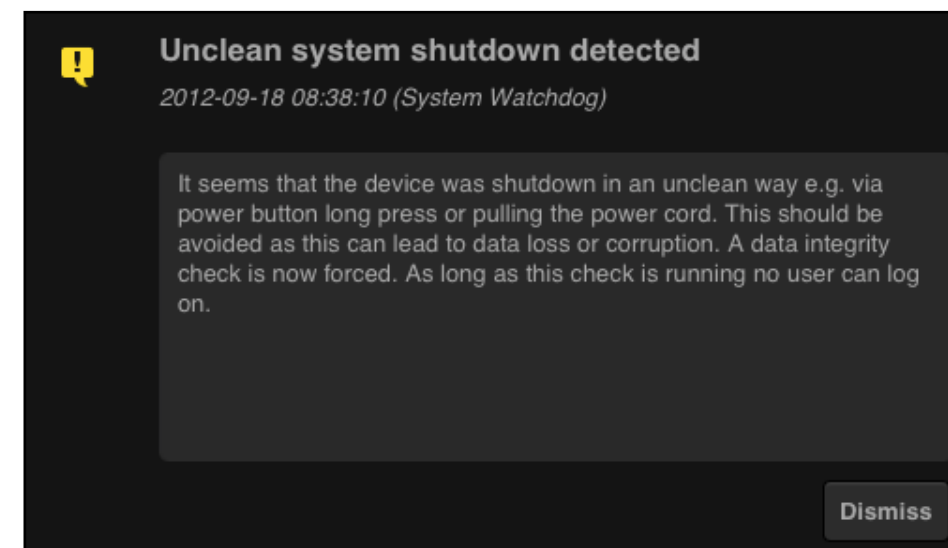 Unclean system shutdown detected
2012-09-18 08:38:10 (System Watchdog)
It seems that the device was shutdown in an unclean way e.g. via
power button long press or pulling the power cord. This should be
avoided as this can lead to data loss or corruption. A data integrity
check is now forced. As long as this check is running no user can log
on.
Dismiss